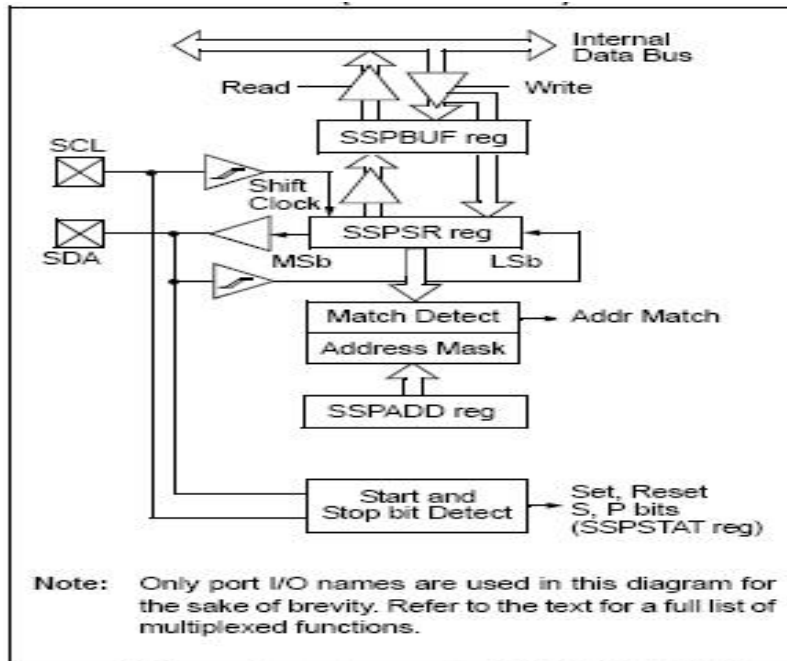 Internal
Data Bus
Read
Write
SSPBUF reg
SCL
Shift
Clock
SSPSR reg
SDA
MSb
LSb
Match Detect
Addr Match
Address Mask
SSPADD reg
Start and
Stop bit Detect
Set, Reset
S, P bits
(SSPSTAT reg)
Note: Only port I/O names are used in this diagram for
the sake of brevity. Refer to the text for a full list of
multiplexed functions.